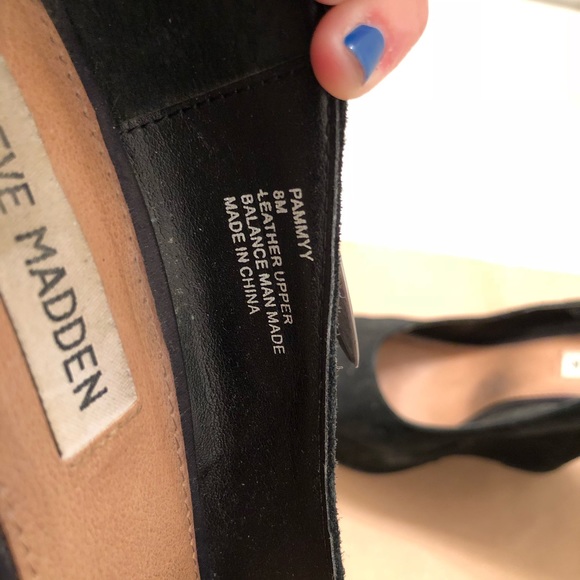 EVE MADDEN
PAMMYY
8M
LEATHER UPPER
BALANCE MAN MADE
MADE IN CHINA